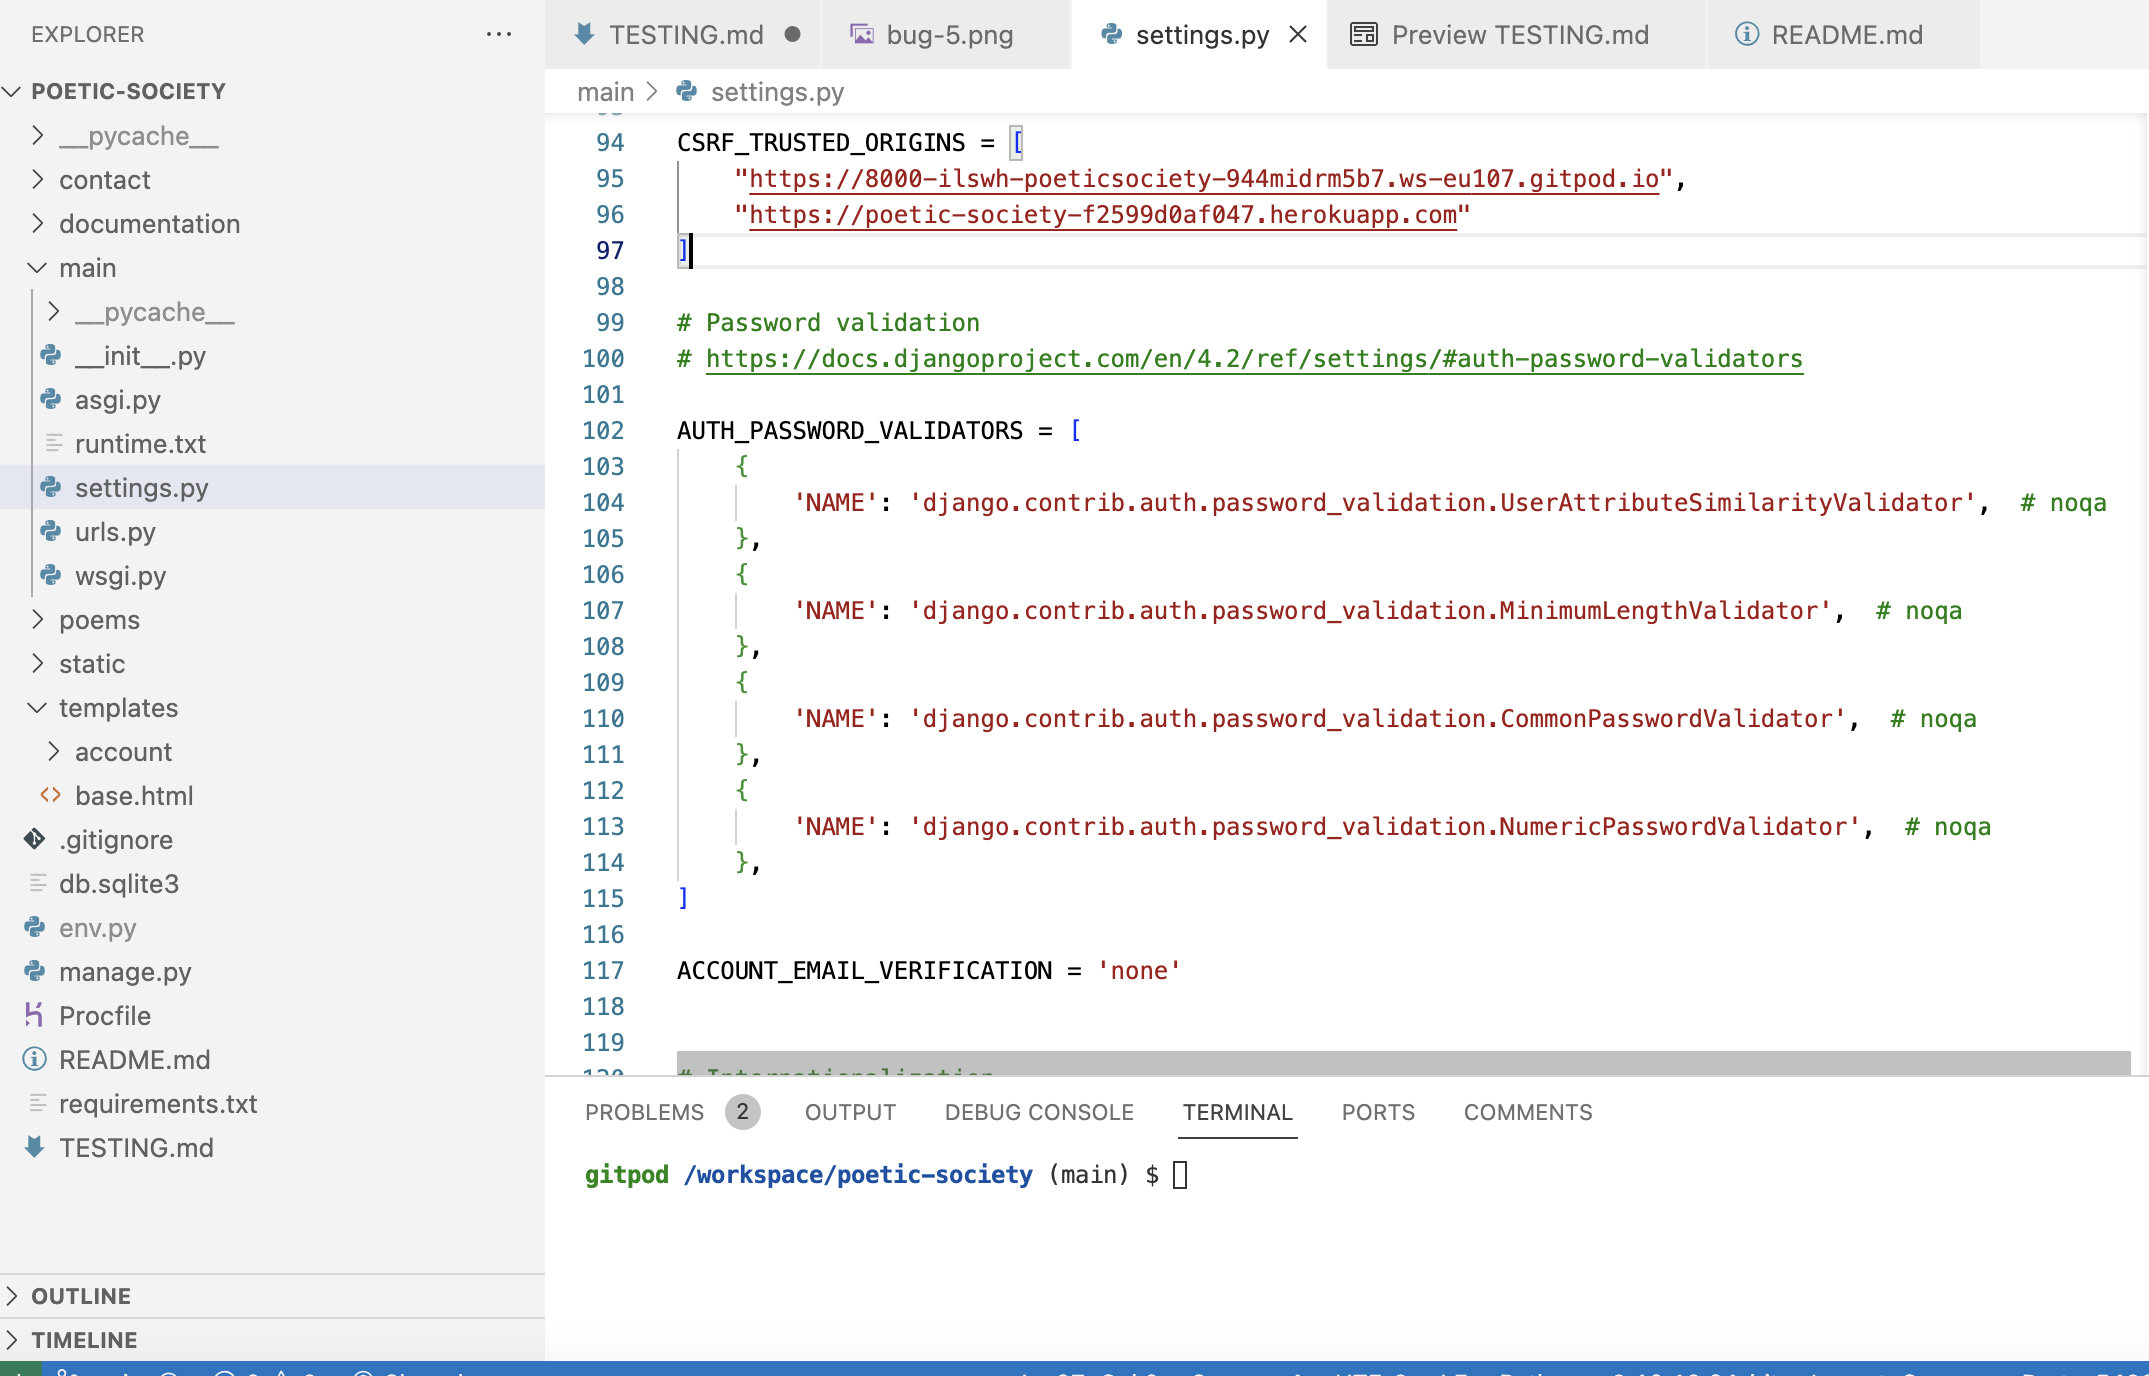 EXPLORER
POETIC-SOCIETY
__pycache__
contact
documentation
main
__pycache__
__init__.py
asgi.py
runtime.txt
settings.py
urls.py
wsgi.py
poems
static
templates
account
base.html
.gitignore
db.sqlite3
env.py
manage.py
Procfile
README.md
requirements.txt
TESTING.md
OUTLINE
TIMELINE
TESTING.md
bug-5.png
settings.py
Preview TESTING.md
README.md
main > settings.py
94 CSRF_TRUSTED_ORIGINS = [
95 "https://8000-ilswh-poeticsociety-944midrm5b7.ws-eu107.gitpod.io",
96 "https://poetic-society-f2599d0af047.herokuapp.com"
97 ]
98
99 # Password validation
100 # https://docs.djangoproject.com/en/4.2/ref/settings/#auth-password-validators
101
102 AUTH_PASSWORD_VALIDATORS = [
103 {
104 'NAME': 'django.contrib.auth.password_validation.UserAttributeSimilarityValidator', # noqa
105 },
106 {
107 'NAME': 'django.contrib.auth.password_validation.MinimumLengthValidator', # noqa
108 },
109 {
110 'NAME': 'django.contrib.auth.password_validation.CommonPasswordValidator', # noqa
111 },
112 {
113 'NAME': 'django.contrib.auth.password_validation.NumericPasswordValidator', # noqa
114 },
115 ]
116
117 ACCOUNT_EMAIL_VERIFICATION = 'none'
118
119
120 # Internationalization
PROBLEMS 2 OUTPUT DEBUG CONSOLE TERMINAL PORTS COMMENTS
gitpod /workspace/poetic-society (main) $